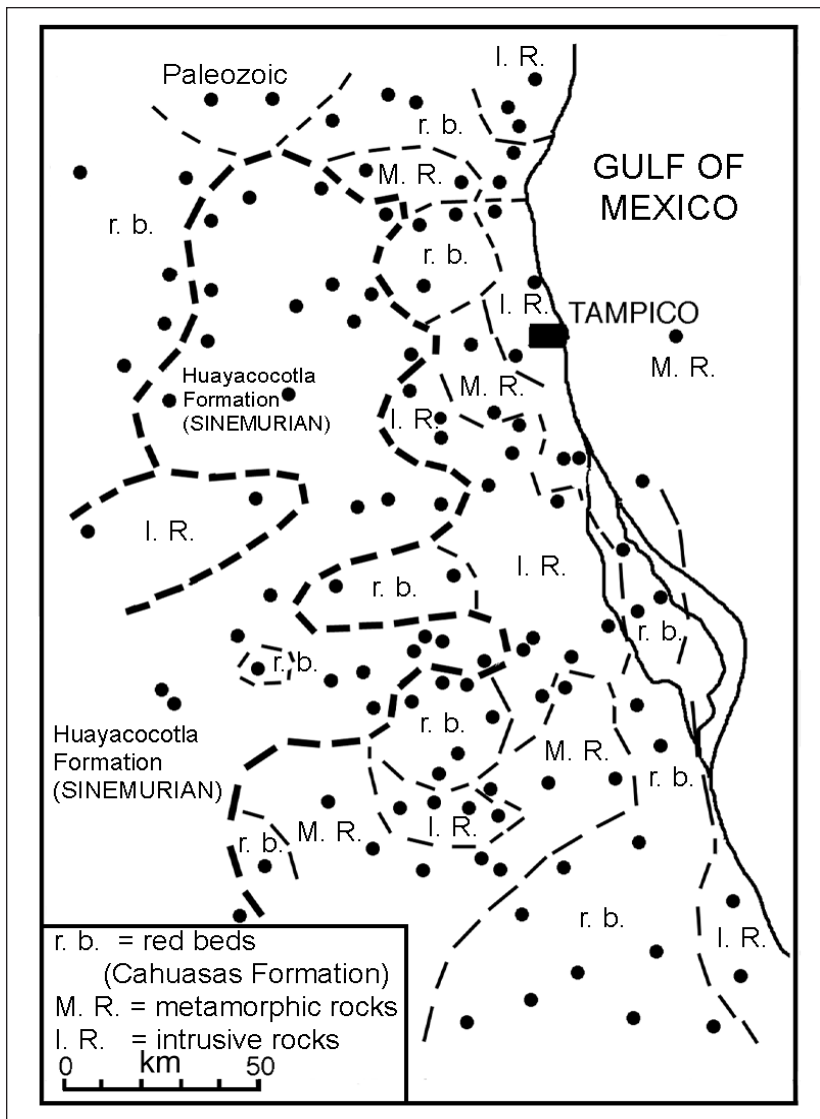 I. R.
Paleozoic
r. b.
GULF OF
MEXICO
M. R.
r. b.
r. b.
I. R.
TAMPICO
M. R.
M. R.
Huayacocotla
Formation
(SINEMURIAN)
I. R.
I. R.
I. R.
r. b.
r. b.
r. b.
Huayacocotla
Formation
(SINEMURIAN)
r. b.
M. R.
r. b.
I. R.
M. R.
r. b.
r. b.
I. R.
r. b. = red beds
(Cahuasas Formation)
M. R. = metamorphic rocks
I. R. = intrusive rocks
0 km 50